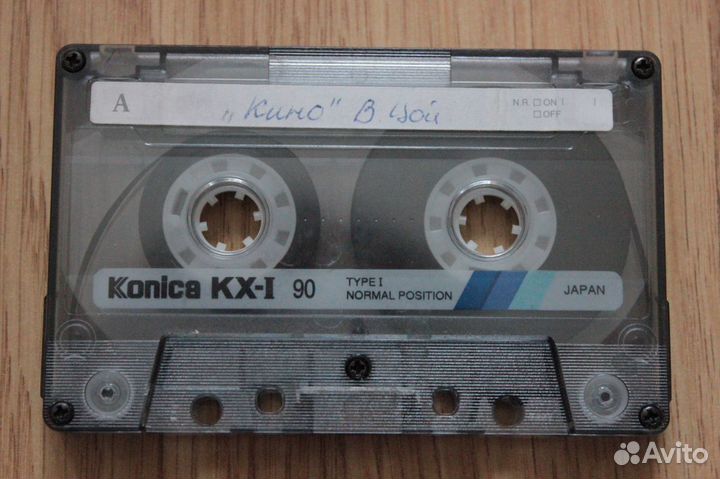 A „Кино" В Цой N.R. ☐ ON I I
☐ OFF
Konica KX-I 90 TYPE I
NORMAL POSITION
JAPAN
Avito